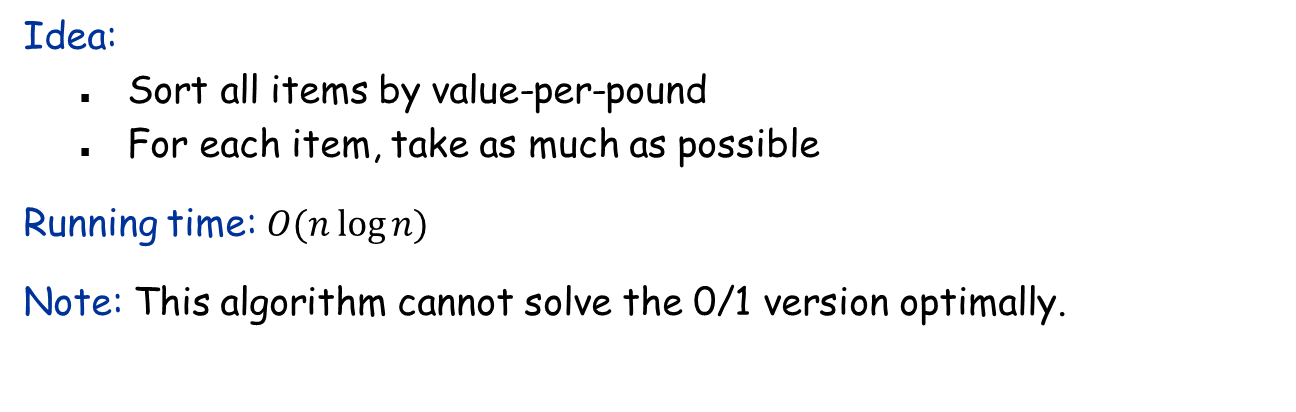 Idea:
▪ Sort all items by value-per-pound
▪ For each item, take as much as possible
Running time: O(n log n)
Note: This algorithm cannot solve the 0/1 version optimally.